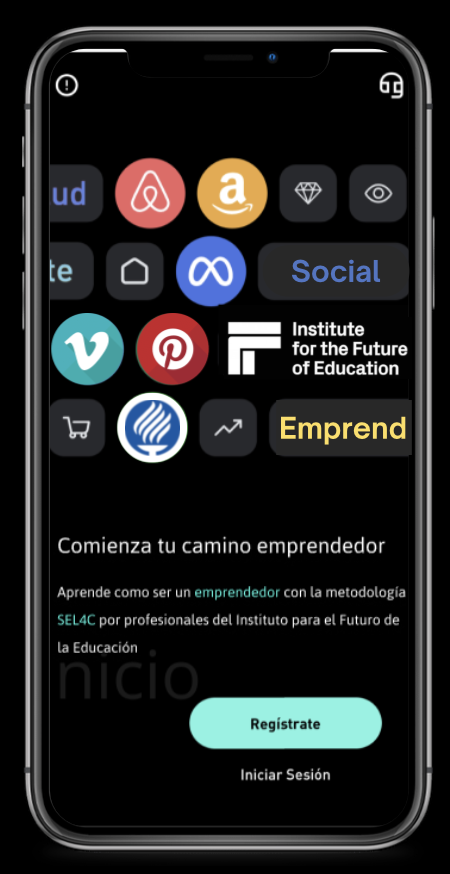 ud
a
te
Social
Institute
for the Future
of Education
Emprend
Comienza tu camino emprendedor
Aprende como ser un emprendedor con la metodología
SEL4C por profesionales del Instituto para el Futuro de
la Educación
nicio
Regístrate
Iniciar Sesión